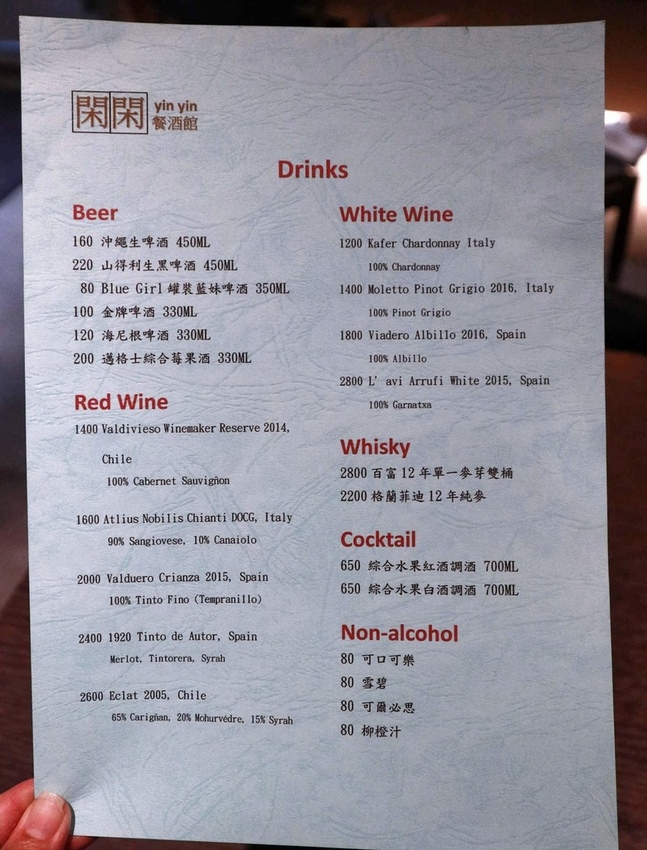 閑閑 yin yin
餐酒館
Drinks
Beer
160 沖繩生啤酒 450ML
220 山得利生黑啤酒 450ML
80 Blue Girl 罐裝藍妹啤酒 350ML
100 金牌啤酒 330ML
120 海尼根啤酒 330ML
200 邁格士綜合莓果酒 330ML
Red Wine
1400 Valdivieso Winemaker Reserve 2014,
Chile
100% Cabernet Sauvigñon
1600 Atlius Nobilis Chianti DOCG, Italy
90% Sangiovese, 10% Canaiolo
2000 Valduero Crianza 2015, Spain
100% Tinto Fino (Tempranillo)
2400 1920 Tinto de Autor, Spain
Merlot, Tintorera, Syrah
2600 Eclat 2005, Chile
65% Carigñan, 20% Mohurvédre, 15% Syrah
White Wine
1200 Kafer Chardonnay Italy
100% Chardonnay
1400 Moletto Pinot Grigio 2016, Italy
100% Pinot Grigio
1800 Viadero Albillo 2016, Spain
100% Albillo
2800 L' avi Arrufi White 2015, Spain
100% Garnatxa
Whisky
2800 百富 12 年單一麥芽雙桶
2200 格蘭菲迪 12 年純麥
Cocktail
650 綜合水果紅酒調酒 700ML
650 綜合水果白酒調酒 700ML
Non-alcohol
80 可口可樂
80 雪碧
80 可爾必思
80 柳橙汁